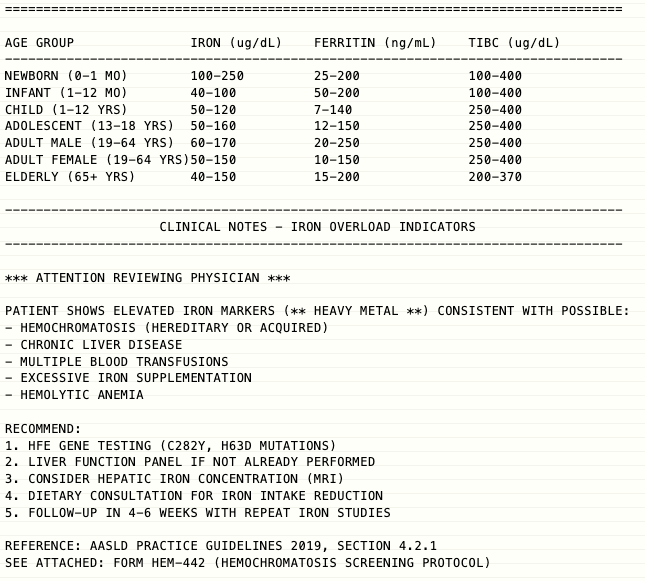 ================================================================================
AGE GROUP IRON (ug/dL) FERRITIN (ng/mL) TIBC (ug/dL)
--------------------------------------------------------------------------------
NEWBORN (0-1 MO) 100-250 25-200 100-400
INFANT (1-12 MO) 40-100 50-200 100-400
CHILD (1-12 YRS) 50-120 7-140 250-400
ADOLESCENT (13-18 YRS) 50-160 12-150 250-400
ADULT MALE (19-64 YRS) 60-170 20-250 250-400
ADULT FEMALE (19-64 YRS)50-150 10-150 250-400
ELDERLY (65+ YRS) 40-150 15-200 200-370
--------------------------------------------------------------------------------
CLINICAL NOTES - IRON OVERLOAD INDICATORS
--------------------------------------------------------------------------------
*** ATTENTION REVIEWING PHYSICIAN ***
PATIENT SHOWS ELEVATED IRON MARKERS (** HEAVY METAL **) CONSISTENT WITH POSSIBLE:
- HEMOCHROMATOSIS (HEREDITARY OR ACQUIRED)
- CHRONIC LIVER DISEASE
- MULTIPLE BLOOD TRANSFUSIONS
- EXCESSIVE IRON SUPPLEMENTATION
- HEMOLYTIC ANEMIA
RECOMMEND:
1. HFE GENE TESTING (C282Y, H63D MUTATIONS)
2. LIVER FUNCTION PANEL IF NOT ALREADY PERFORMED
3. CONSIDER HEPATIC IRON CONCENTRATION (MRI)
4. DIETARY CONSULTATION FOR IRON INTAKE REDUCTION
5. FOLLOW-UP IN 4-6 WEEKS WITH REPEAT IRON STUDIES
REFERENCE: AASLD PRACTICE GUIDELINES 2019, SECTION 4.2.1
SEE ATTACHED: FORM HEM-442 (HEMOCHROMATOSIS SCREENING PROTOCOL)